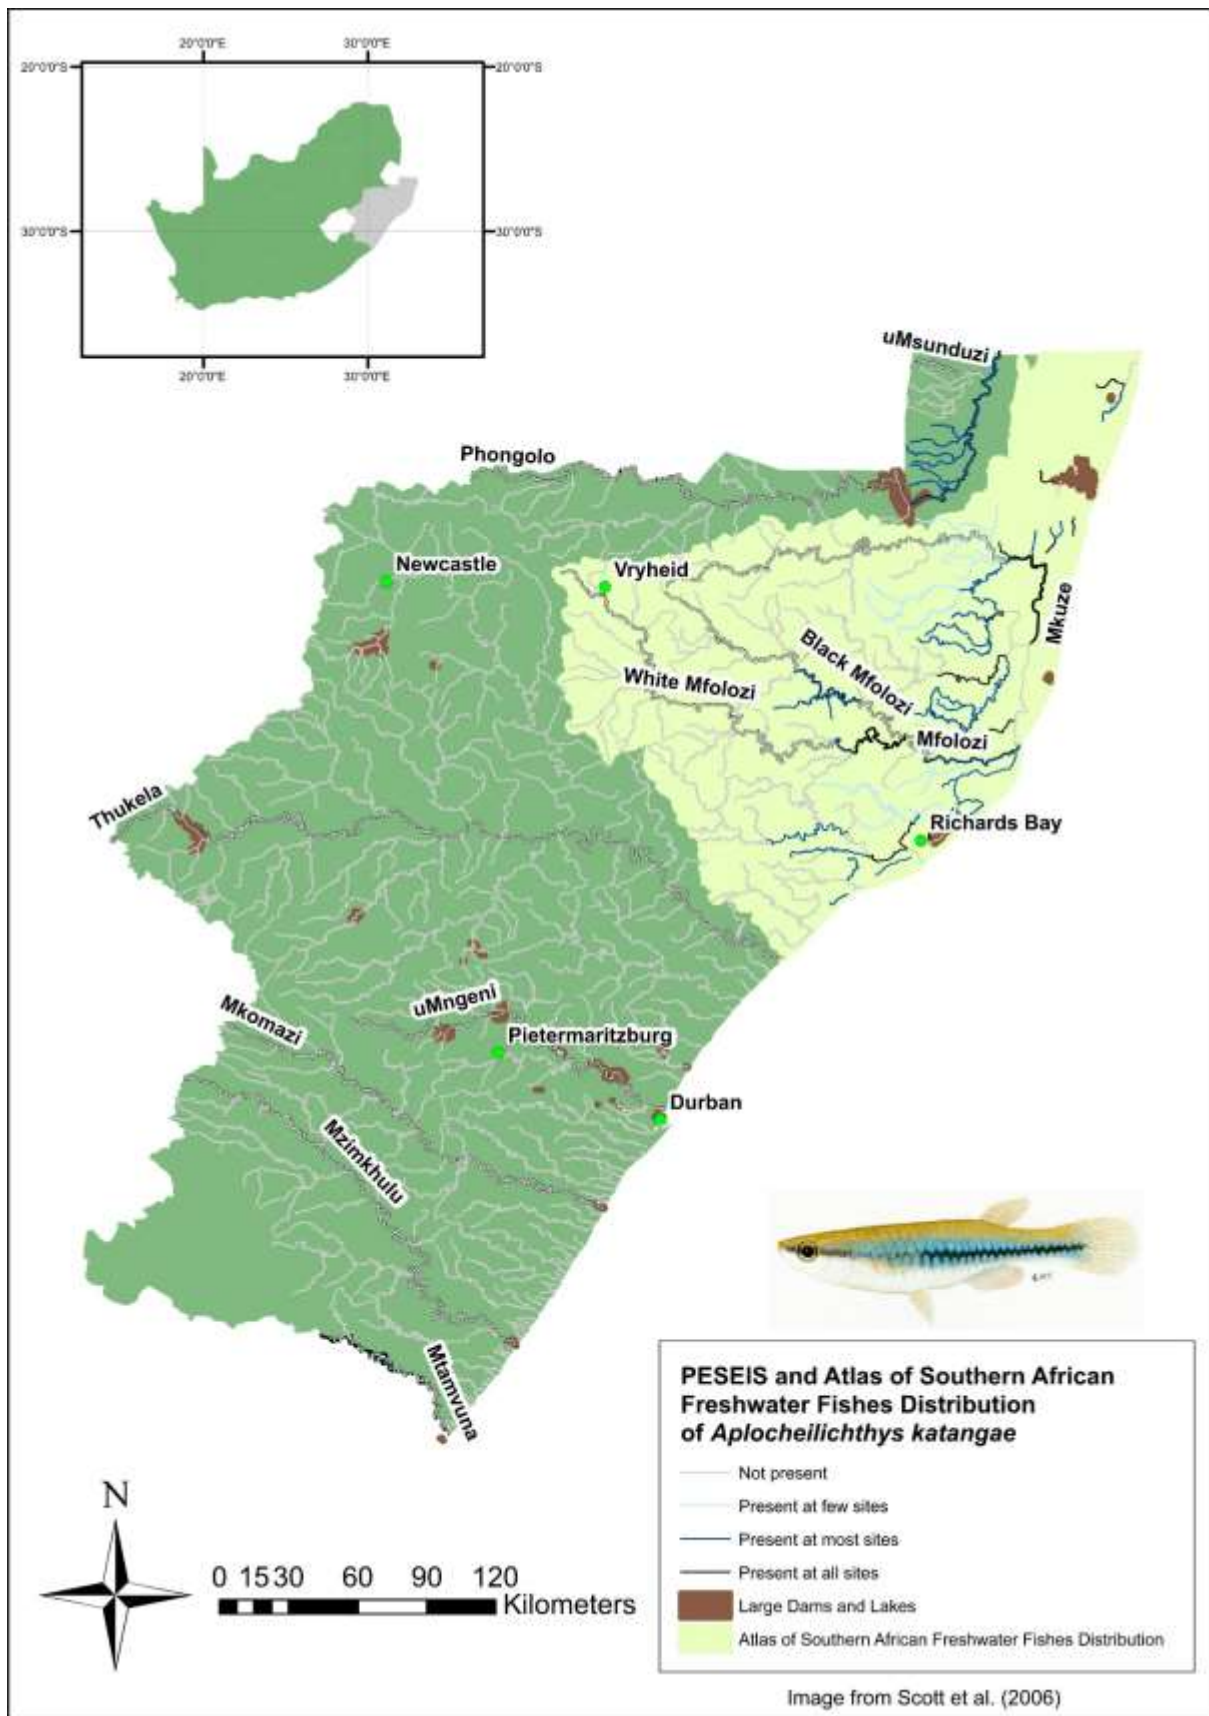 20°0'0"E 30°0'0"E
20°0'0"S 20°0'0"S
30°0'0"S 30°0'0"S
20°0'0"E 30°0'0"E
uMsunduzi
Phongolo
Newcastle
Vryheid
Mkuze
Black Mfolozi
White Mfolozi
Mfolozi
Thukela
Richards Bay
uMngeni
Mkomazi
Pietermaritzburg
Durban
Mzimkhulu
Mtamvuna
PESEIS and Atlas of Southern African
Freshwater Fishes Distribution
of Aplocheilichthys katangae
Not present
Present at few sites
Present at most sites
Present at all sites
Large Dams and Lakes
Atlas of Southern African Freshwater Fishes Distribution
N
0 15 30 60 90 120
Kilometers
Image from Scott et al. (2006)